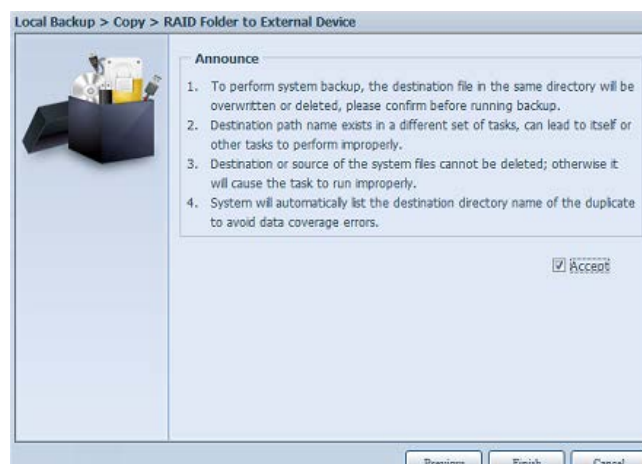 Local Backup > Copy > RAID Folder to External Device
Announce
1. To perform system backup, the destination file in the same directory will be
overwritten or deleted, please confirm before running backup.
2. Destination path name exists in a different set of tasks, can lead to itself or
other tasks to perform improperly.
3. Destination or source of the system files cannot be deleted; otherwise it
will cause the task to run improperly.
4. System will automatically list the destination directory name of the duplicate
to avoid data coverage errors.
Accept
Previous Finish Cancel